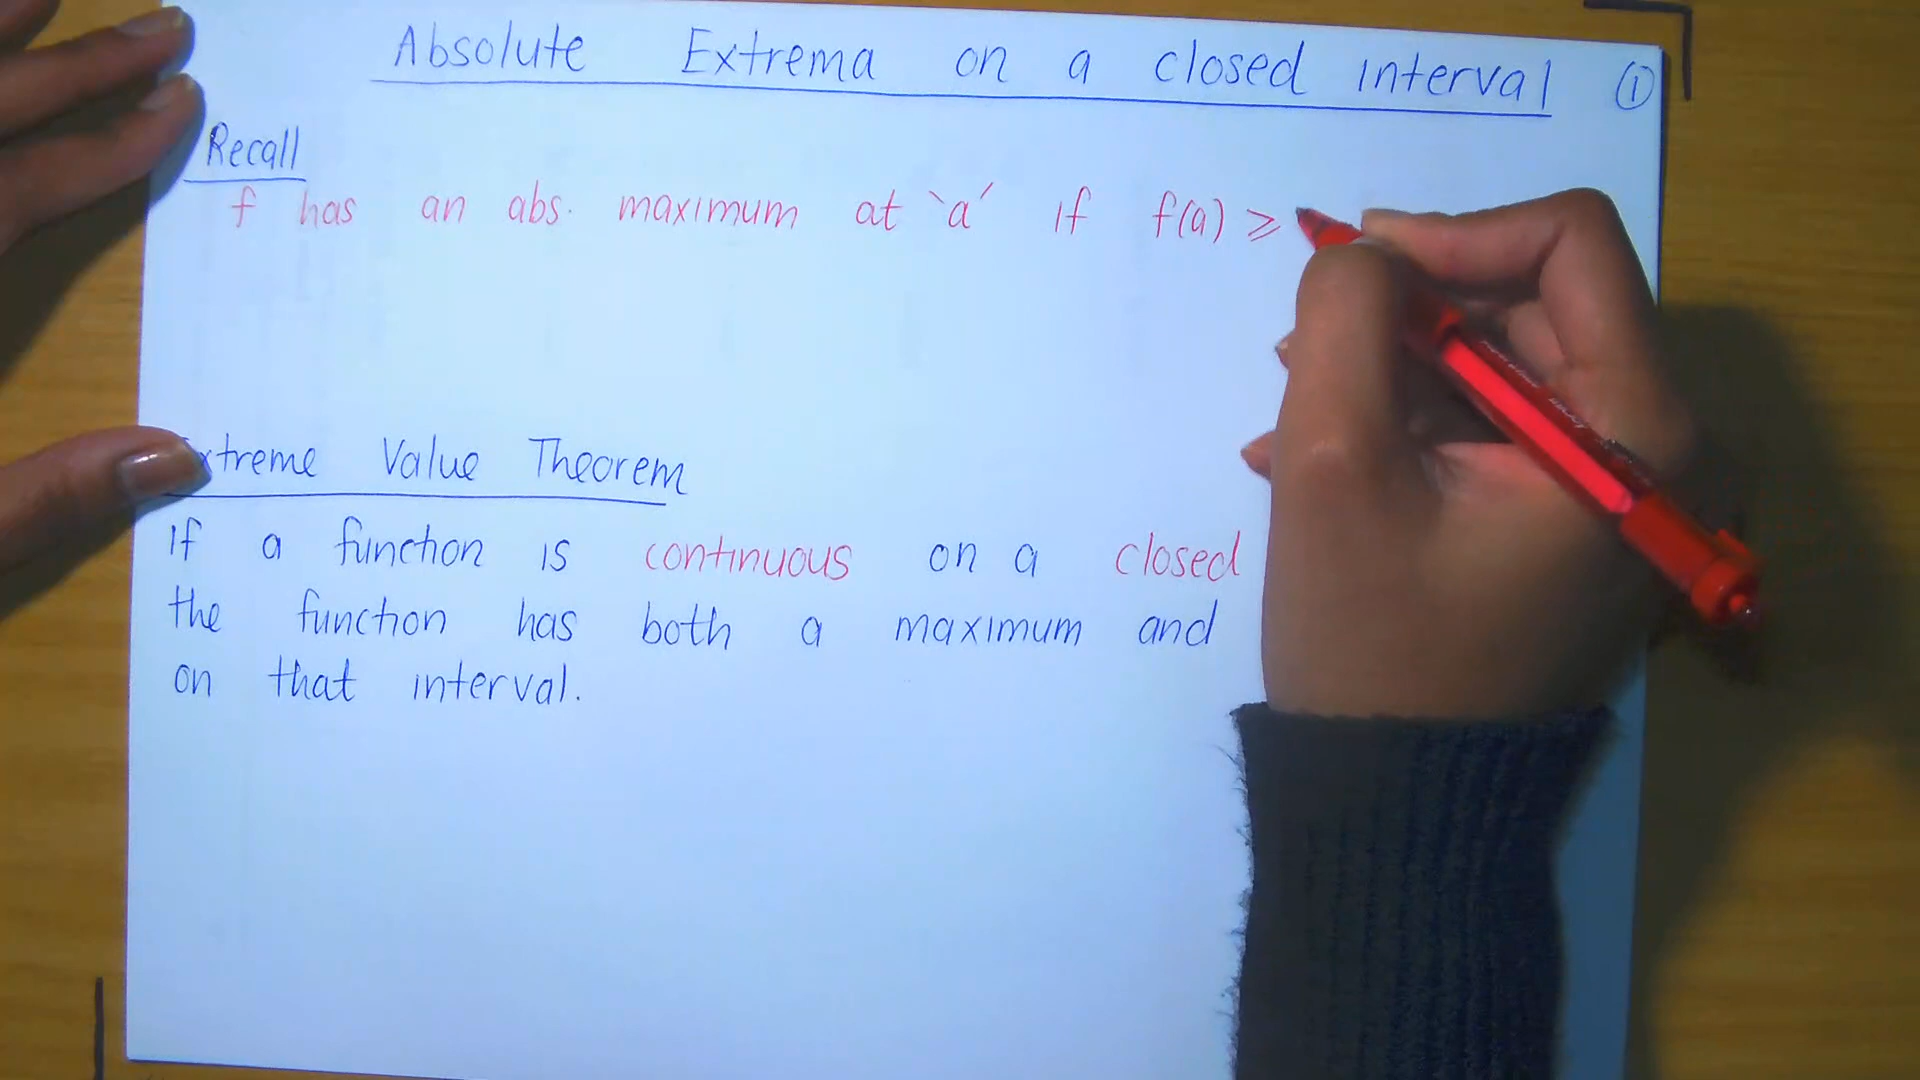 Absolute Extrema on a closed interval ①
Recall
f has an abs. maximum at `a´ if f(a) ⩾
xtreme Value Theorem
If a function is continuous on a closed
the function has both a maximum and
on that interval.